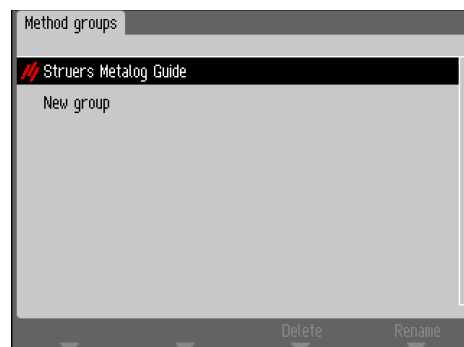 Method groups
Struers Metalog Guide
New group
Delete Rename